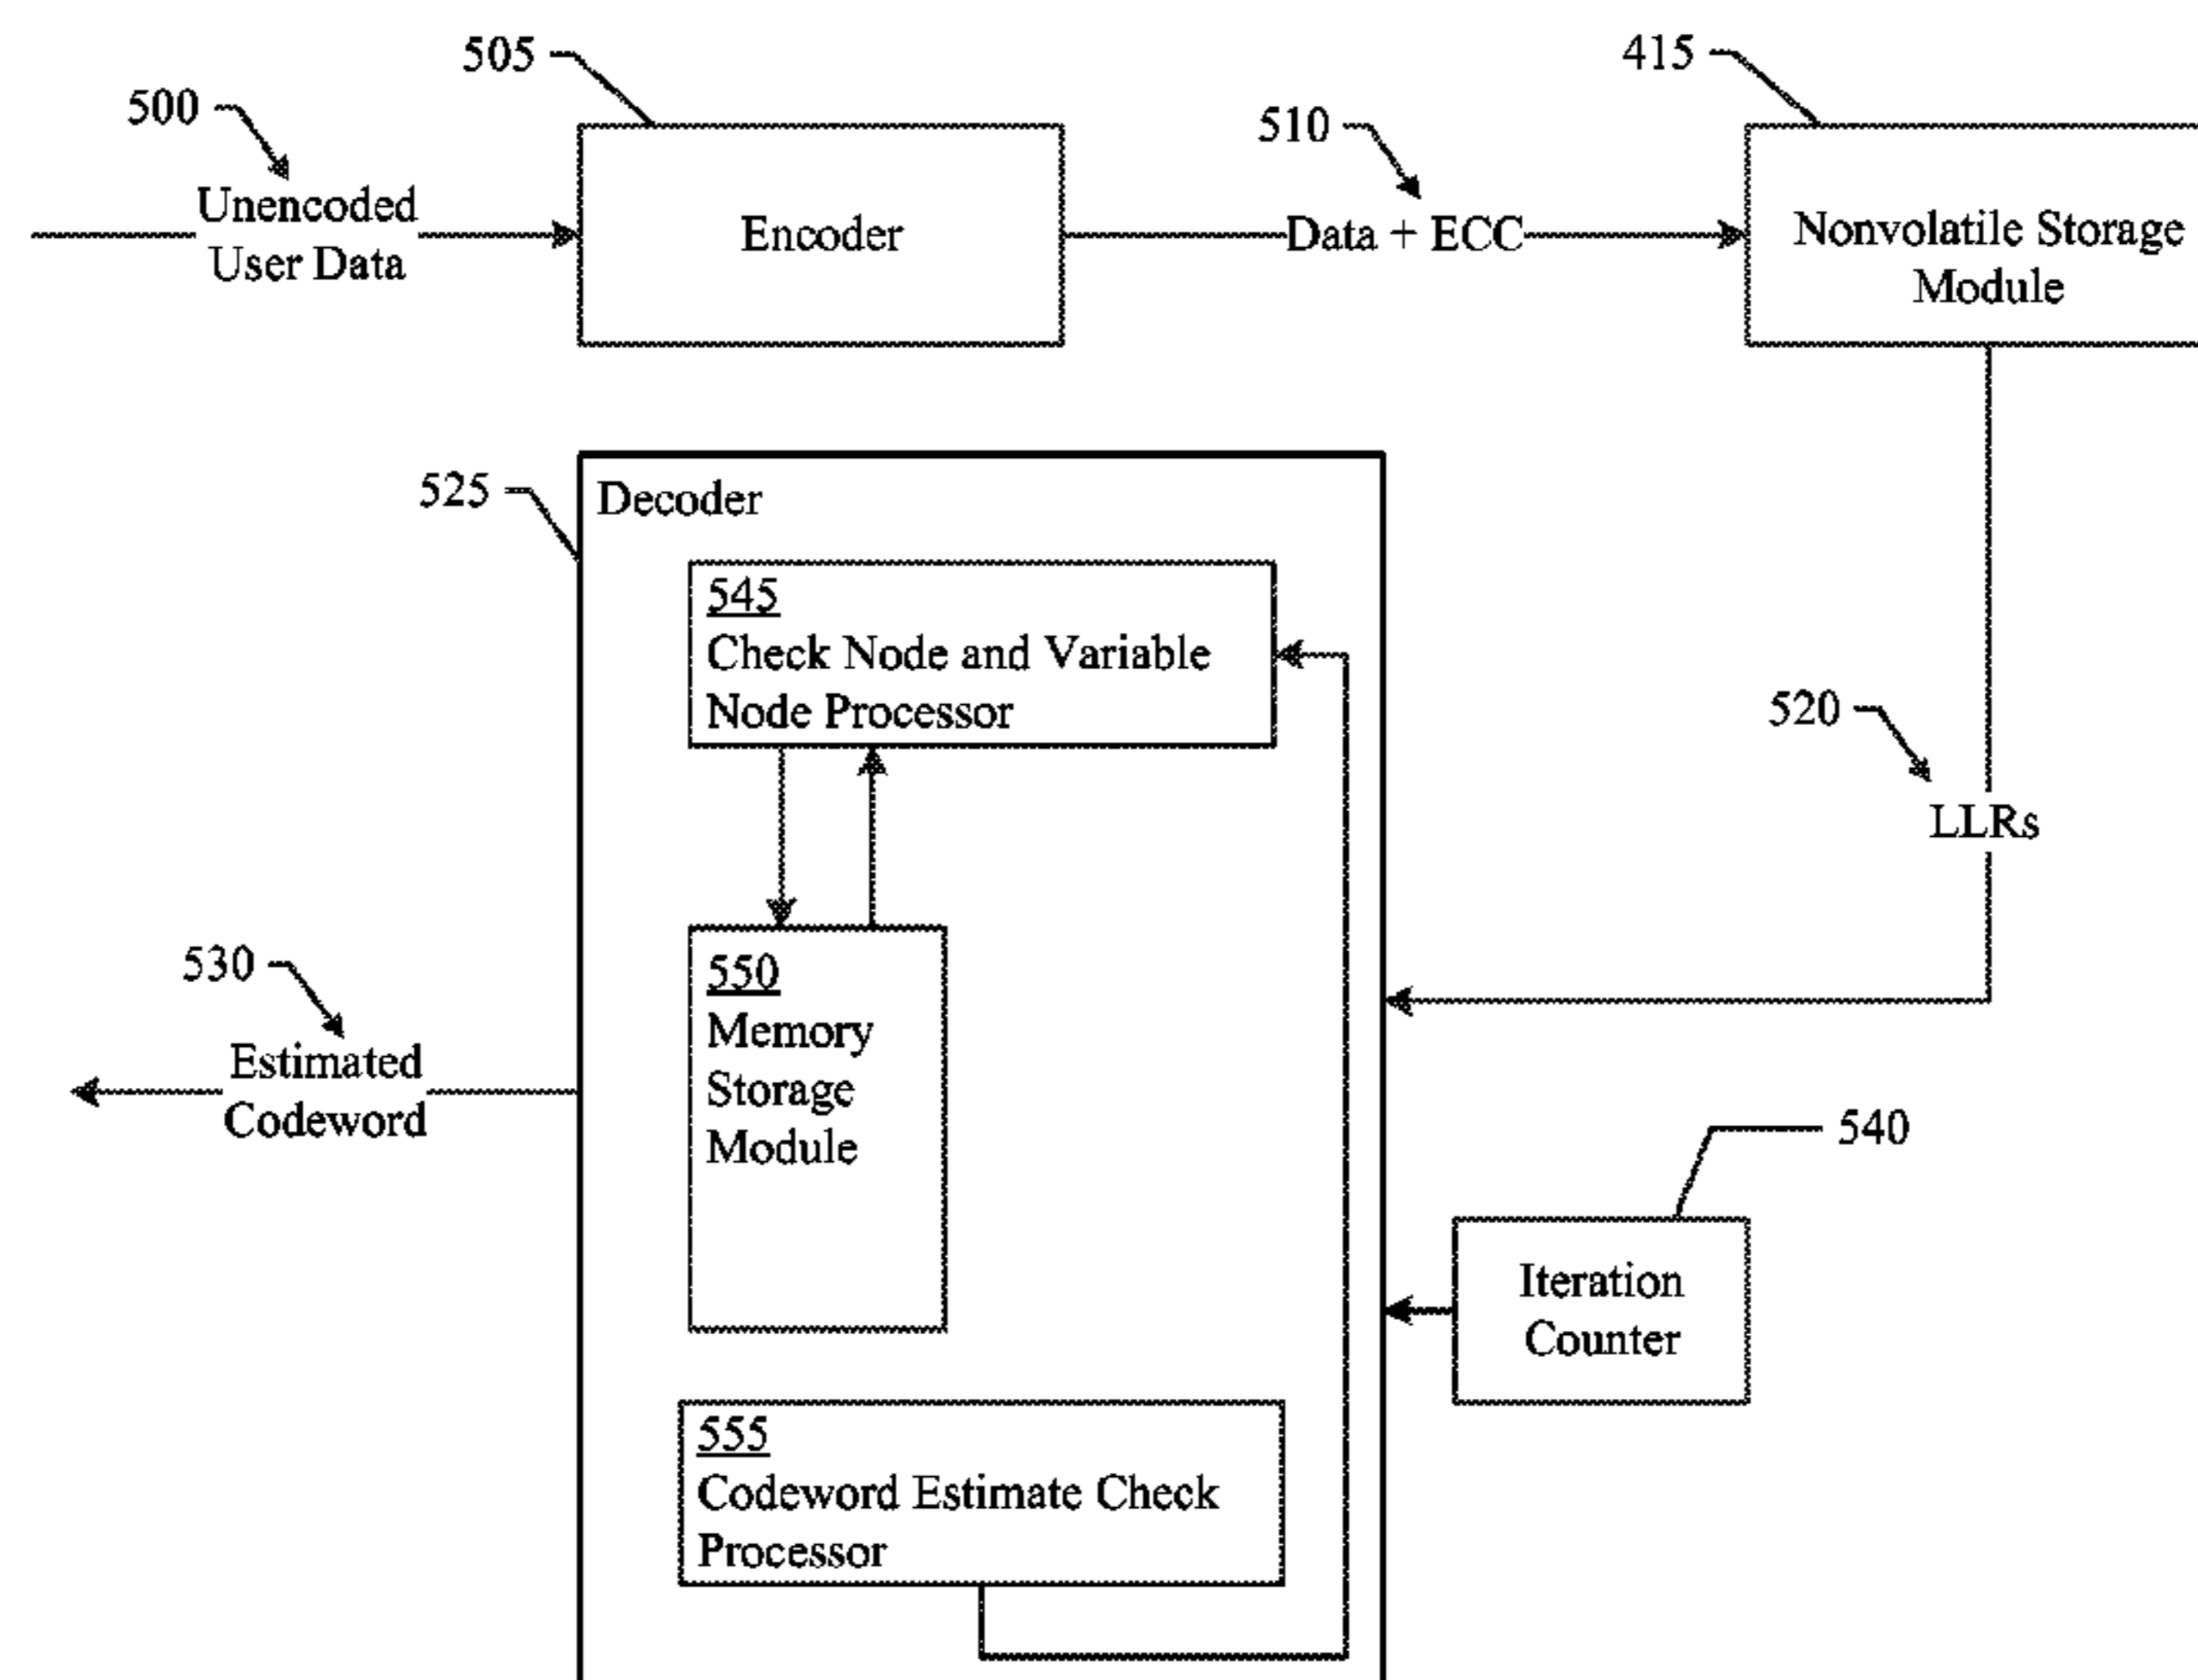 505
415
500
510
Unencoded
User Data
Encoder
Data + ECC
Nonvolatile Storage
Module
525
Decoder
545
Check Node and Variable
Node Processor
520
LLRs
550
Memory
Storage
Module
530
Estimated
Codeword
540
Iteration
Counter
555
Codeword Estimate Check
Processor